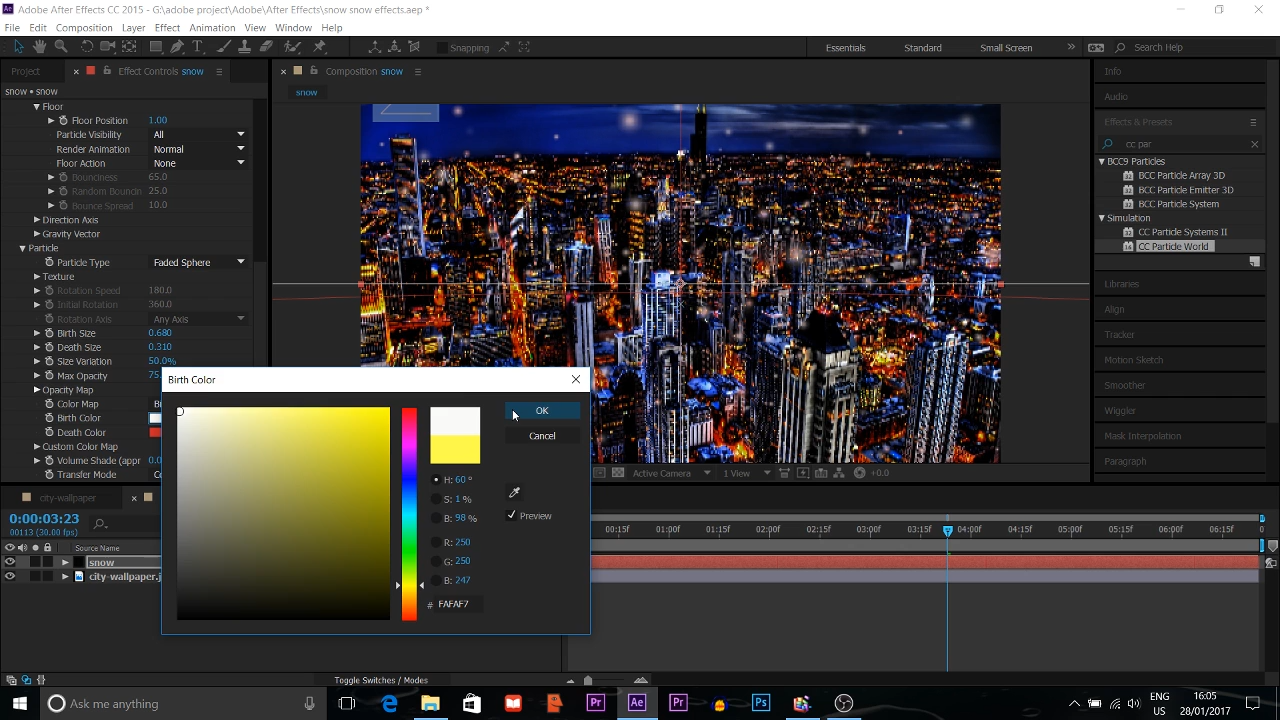 Adobe After Effects CC 2015 - G:\adobe project\Adobe\After Effects\snow snow effects.aep *
File Edit Composition Layer Effect Animation View Window Help
Snapping
Essentials Standard Small Screen » Search Help
Project × Effect Controls snow
× Composition snow
Info
snow • snow
snow
Audio
Floor
Floor Position 1.00
Particle Visibility All
Render Animation Normal
Floor Action None
Bounciness 65.0
Random Bouncin 25.0
Bounce Spread 10.0
Direction Axis
Gravity Vector
Particle
Particle Type Faded Sphere
Texture
Rotation Speed 180.0
Initial Rotation 360.0
Rotation Axis Any Axis
Birth Size 0.680
Death Size 0.310
Size Variation 50.0%
Max Opacity 75.
Opacity Map
Color Map
Birth Color
Death Color
Custom Color Map
Volume Shade (appr 0.0
Transfer Mode
Effects & Presets
cc par
BCC9 Particles
BCC Particle Array 3D
BCC Particle Emitter 3D
BCC Particle System
Simulation
CC Particle Systems II
CC Particle World
Libraries
Align
Tracker
Motion Sketch
Smoother
Wiggler
Mask Interpolation
Paragraph
Birth Color
OK
Cancel
Preview
H: 60 °
S: 1 %
B: 98 %
R: 250
G: 250
B: 247
# FAFAF7
Active Camera 1 View +0.0
city-wallpaper ×
0:00:03:23
00113 (30.00 fps)
00:15f 01:00f 01:15f 02:00f 02:15f 03:00f 03:15f 04:00f 04:15f 05:00f 05:15f 06:00f 06:15f 0
Source Name
snow
city-wallpaper.j
Toggle Switches / Modes
Ask me anything
ENG
US
16:05
28/01/2017